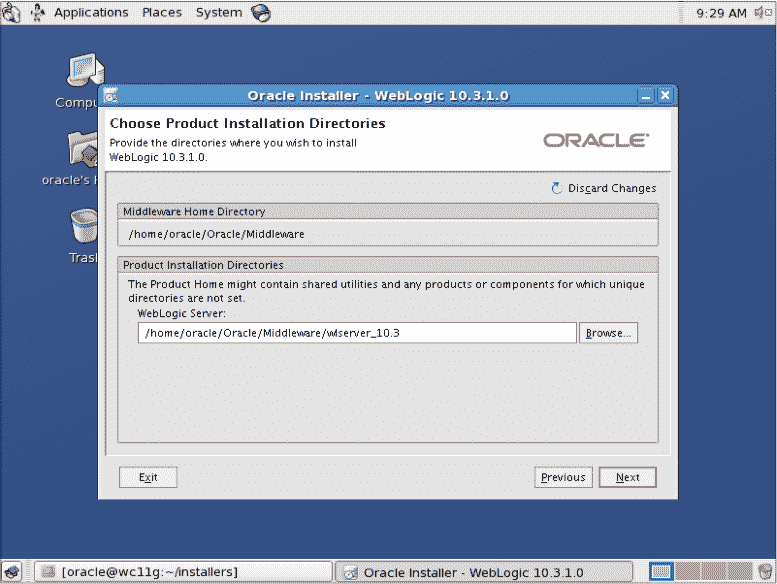 Applications Places System
9:29 AM
Compu
oracle's
Tras
Oracle Installer - WebLogic 10.3.1.0
Choose Product Installation Directories
Provide the directories where you wish to install
WebLogic 10.3.1.0.
ORACLE
Discard Changes
Middleware Home Directory
/home/oracle/Oracle/Middleware
Product Installation Directories
The Product Home might contain shared utilities and any products or components for which unique
directories are not set.
WebLogic Server:
/home/oracle/Oracle/Middleware/wlserver_10.3
Browse...
Exit
Previous
Next
[oracle@wc11g:~/installers]
Oracle Installer - WebLogic 10.3.1.0